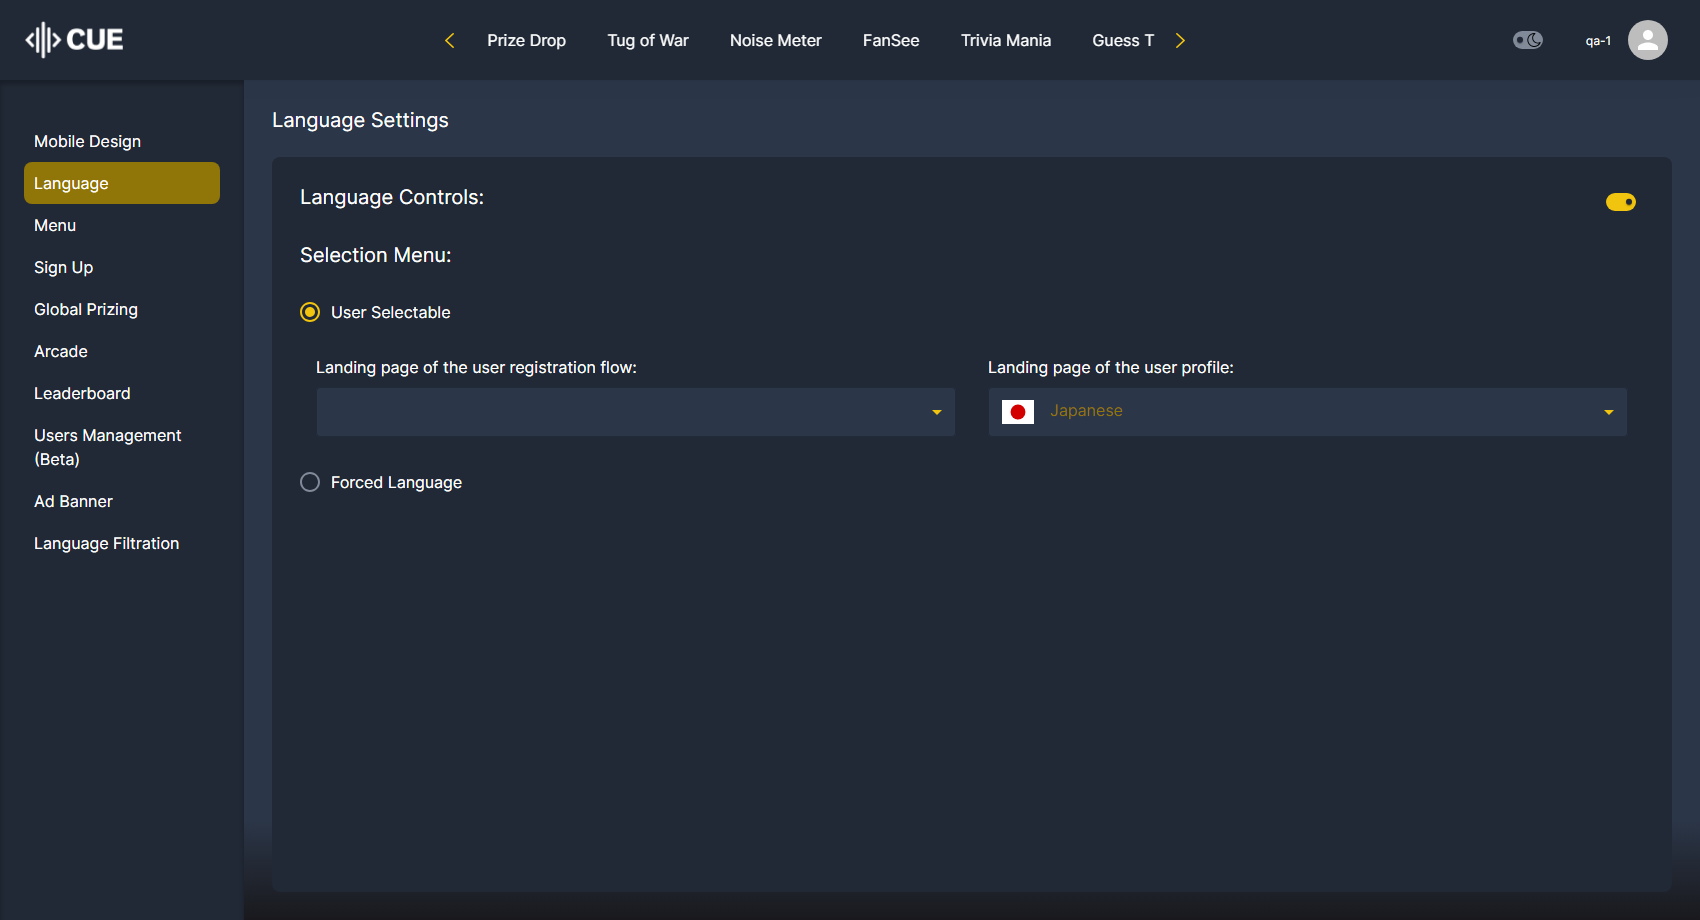 CUE
Prize Drop
Tug of War
Noise Meter
FanSee
Trivia Mania
Guess T
qa-1
Mobile Design
Language
Menu
Sign Up
Global Prizing
Arcade
Leaderboard
Users Management
(Beta)
Ad Banner
Language Filtration
Language Settings
Language Controls:
Selection Menu:
User Selectable
Landing page of the user registration flow:
Landing page of the user profile:
Japanese
Forced Language